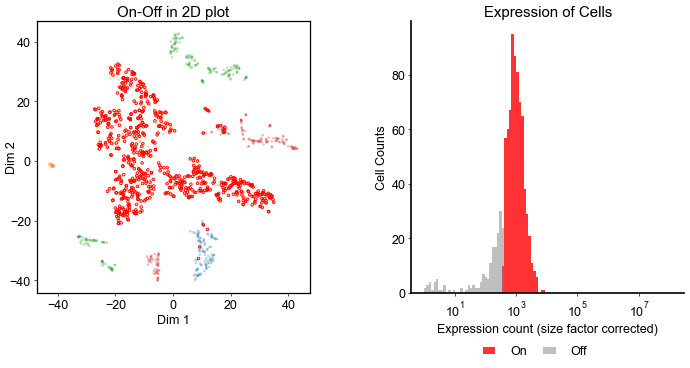 On-Off in 2D plot
Expression of Cells
40
20
0
−20
−40
Dim 2
−40
−20
0
20
40
Dim 1
80
60
40
20
0
Cell Counts
10^1
10^3
10^5
10^7
Expression count (size factor corrected)
On
Off